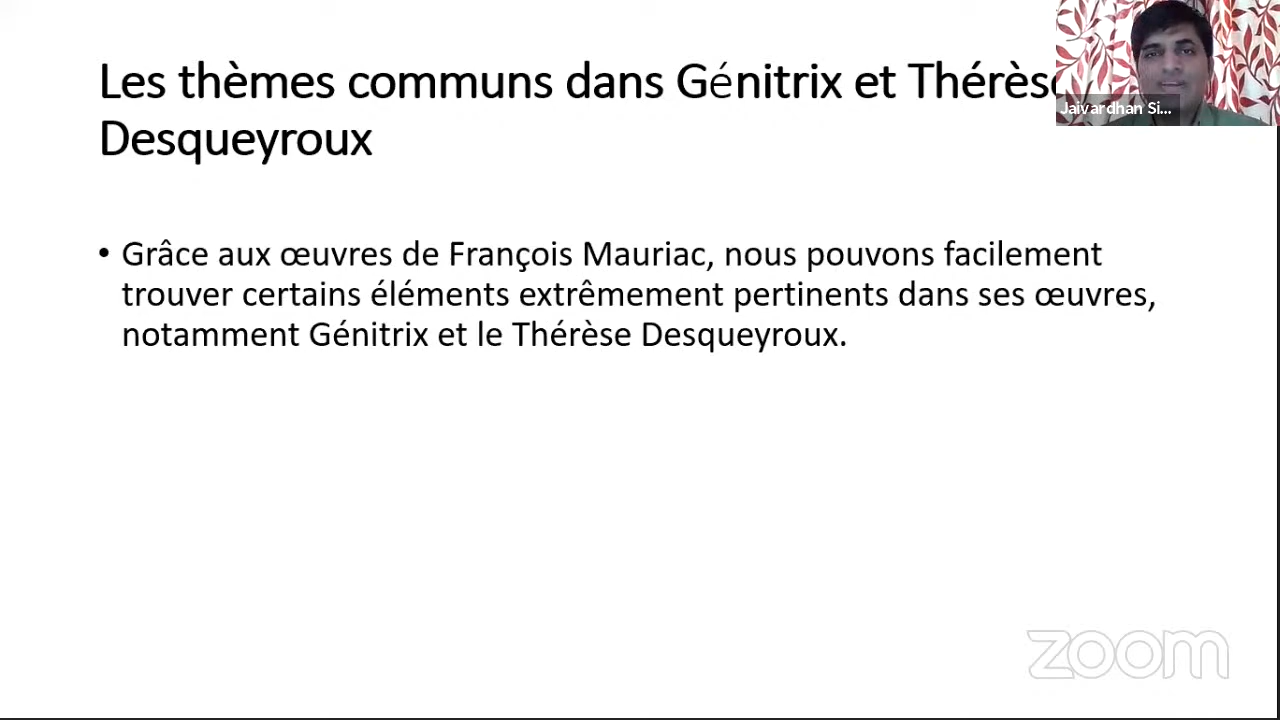 Les thèmes communs dans Génitrix et Thérèse
Desqueyroux
Jaivardhan Si...
• Grâce aux œuvres de François Mauriac, nous pouvons facilement
trouver certains éléments extrêmement pertinents dans ses œuvres,
notamment Génitrix et le Thérèse Desqueyroux.
zoom